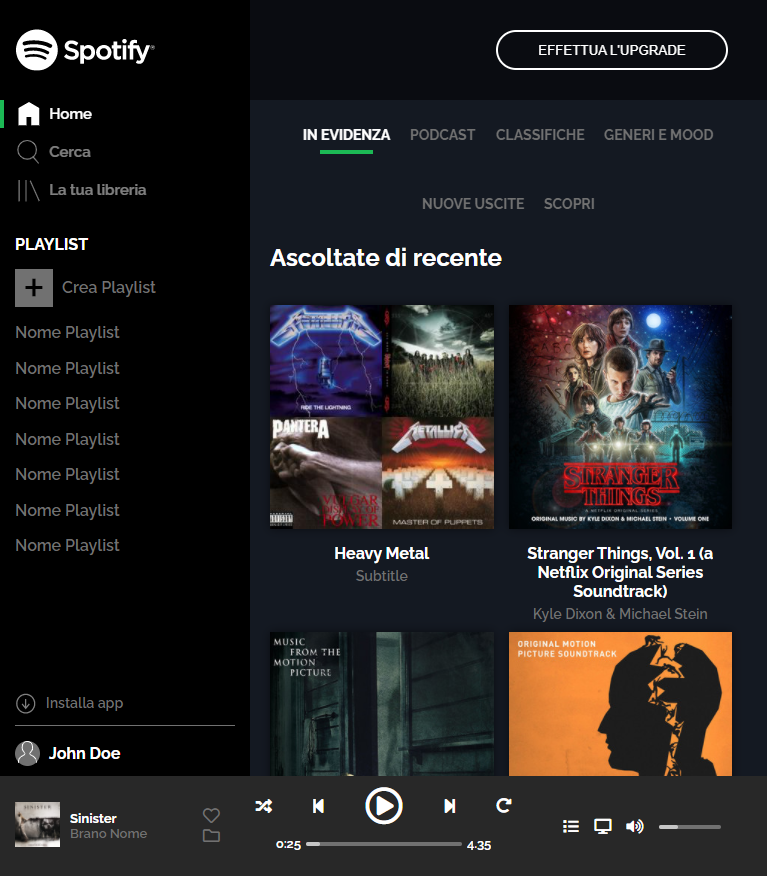 Spotify
EFFETTUA L'UPGRADE
Home
Cerca
La tua libreria
PLAYLIST
Crea Playlist
Nome Playlist
Nome Playlist
Nome Playlist
Nome Playlist
Nome Playlist
Nome Playlist
Nome Playlist
Installa app
John Doe
IN EVIDENZA PODCAST CLASSIFICHE GENERI E MOOD
NUOVE USCITE SCOPRI
Ascoltate di recente
METALLICA
RIDE THE LIGHTNING
PANTERA
VULGAR
DISPLAY OF
POWER
METALLICA
MASTER OF PUPPETS
Heavy Metal
Subtitle
STRANGER
THINGS
A NETFLIX ORIGINAL SERIES
ORIGINAL MUSIC BY KYLE DIXON & MICHAEL STEIN • VOLUME ONE
Stranger Things, Vol. 1 (a
Netflix Original Series
Soundtrack)
Kyle Dixon & Michael Stein
MUSIC
FROM THE
MOTION
PICTURE
ORIGINAL MOTION
PICTURE SOUNDTRACK
SINISTER
Sinister
Brano Nome
0:25
4.35